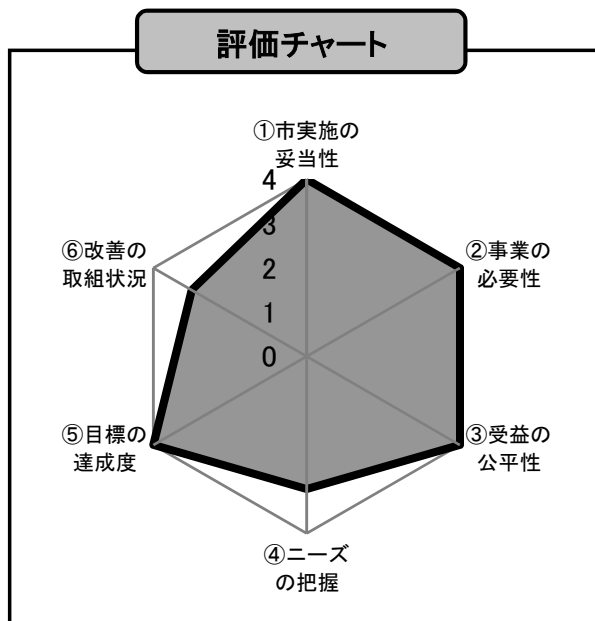 評価チャート
①市実施の
妥当性
4
3
2
1
0
②事業の
必要性
③受益の
公平性
④ニーズ
の把握
⑤目標の
達成度
⑥改善の
取組状況